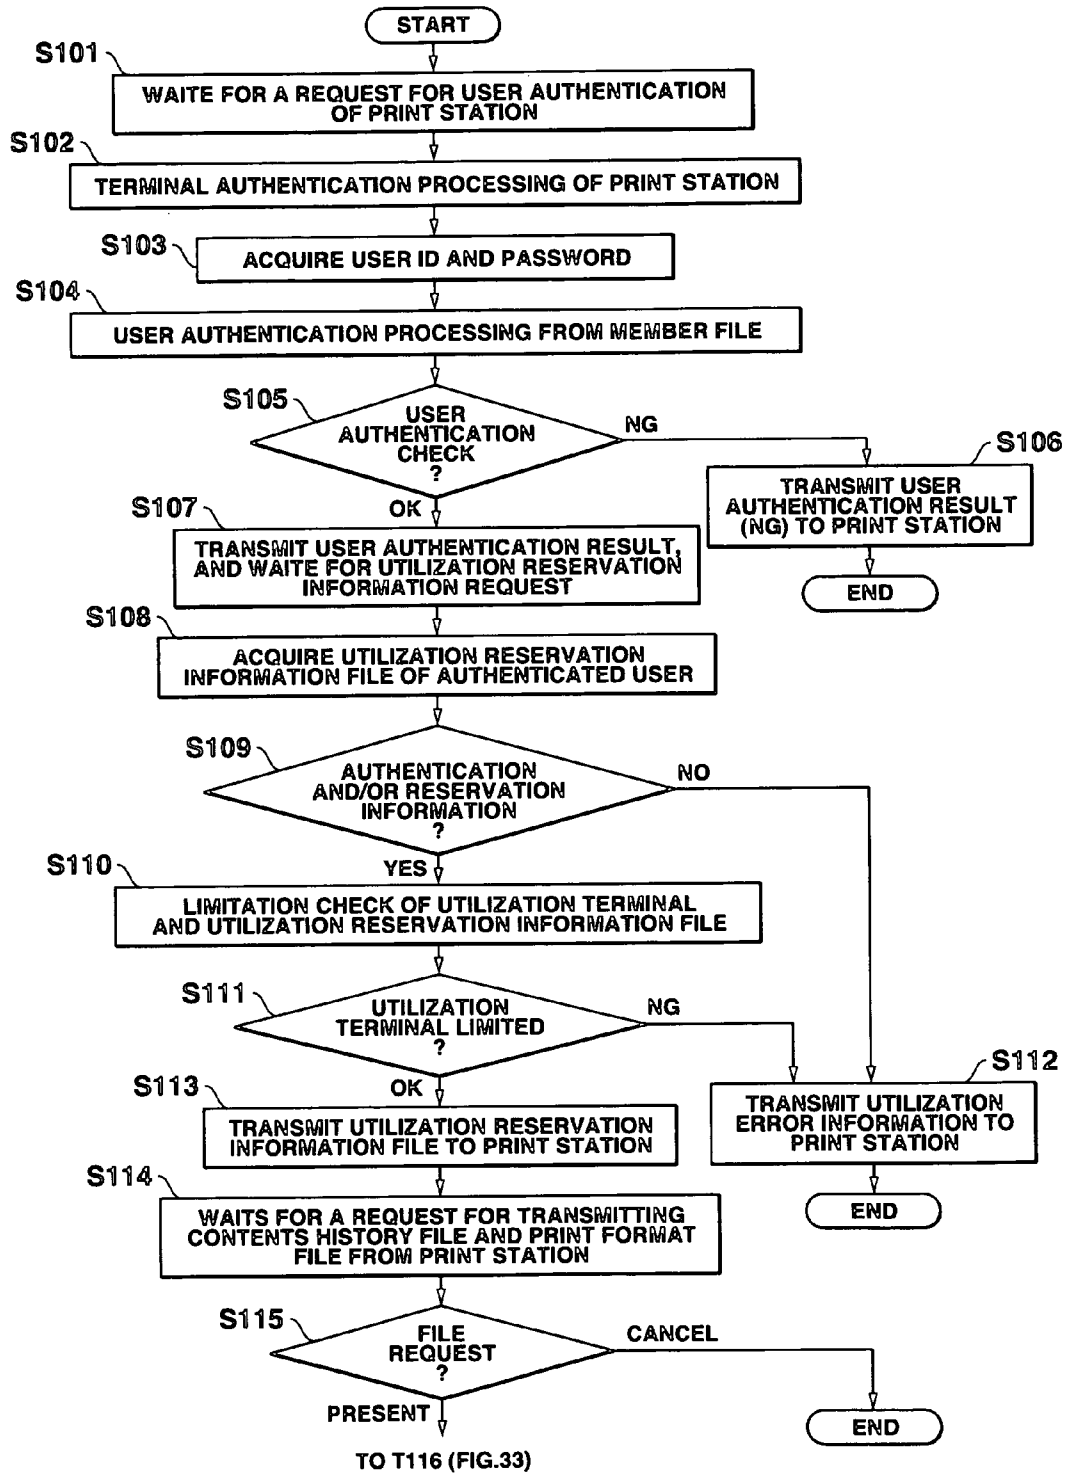 START
S101
WAITE FOR A REQUEST FOR USER AUTHENTICATION
OF PRINT STATION
S102
TERMINAL AUTHENTICATION PROCESSING OF PRINT STATION
S103
ACQUIRE USER ID AND PASSWORD
S104
USER AUTHENTICATION PROCESSING FROM MEMBER FILE
S105
USER
AUTHENTICATION
CHECK
?
NG
S106
TRANSMIT USER
AUTHENTICATION RESULT
(NG) TO PRINT STATION
END
OK
S107
TRANSMIT USER AUTHENTICATION RESULT,
AND WAITE FOR UTILIZATION RESERVATION
INFORMATION REQUEST
S108
ACQUIRE UTILIZATION RESERVATION
INFORMATION FILE OF AUTHENTICATED USER
S109
AUTHENTICATION
AND/OR RESERVATION
INFORMATION
?
NO
YES
S110
LIMITATION CHECK OF UTILIZATION TERMINAL
AND UTILIZATION RESERVATION INFORMATION FILE
S111
UTILIZATION
TERMINAL LIMITED
?
NG
S112
TRANSMIT UTILIZATION
ERROR INFORMATION TO
PRINT STATION
END
OK
S113
TRANSMIT UTILIZATION RESERVATION
INFORMATION FILE TO PRINT STATION
S114
WAITS FOR A REQUEST FOR TRANSMITTING
CONTENTS HISTORY FILE AND PRINT FORMAT
FILE FROM PRINT STATION
S115
FILE
REQUEST
?
CANCEL
END
PRESENT
TO T116 (FIG.33)